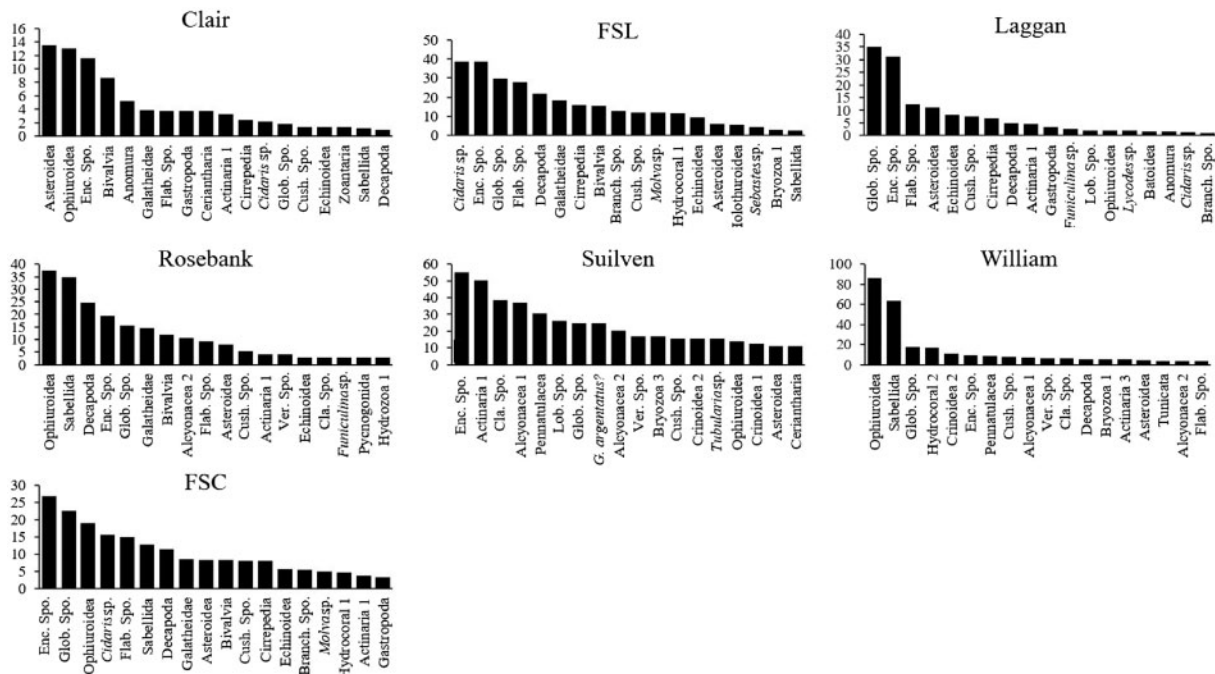 Clair
16
14
12
10
8
6
4
2
0
Asteroidea
Ophiuroidea
Enc. Spo.
Bivalvia
Anomura
Galatheidae
Flab. Spo.
Gastropoda
Ceriantharia
Actinaria 1
Cirrepedia
Cidaris sp.
Glob. Spo.
Cush. Spo.
Echinoidea
Zoantaria
Sabellida
Decapoda
FSL
50
40
30
20
10
0
Cidaris sp.
Enc. Spo.
Glob. Spo.
Flab. Spo.
Decapoda
Galatheidae
Cirrepedia
Bivalvia
Branch. Spo.
Cush. Spo.
Molva sp.
Hydrocoral 1
Echinoidea
Asteroidea
Iolothuroidea
Sebastes sp.
Bryozoa 1
Sabellida
Laggan
40
35
30
25
20
15
10
5
0
Glob. Spo.
Enc. Spo.
Flab. Spo.
Asteroidea
Echinoidea
Cush. Spo.
Cirrepedia
Decapoda
Actinaria 1
Gastropoda
Funiculina sp.
Lob. Spo.
Ophiuroidea
Lycodes sp.
Batoidea
Anomura
Cidaris sp.
Branch. Spo.
Rosebank
40
35
30
25
20
15
10
5
0
Ophiuroidea
Sabellida
Decapoda
Enc. Spo.
Glob. Spo.
Galatheidae
Bivalvia
Alcyonacea 2
Flab. Spo.
Asteroidea
Cush. Spo.
Actinaria 1
Ver. Spo.
Echinoidea
Cla. Spo.
Funiculina sp.
Pycnogonida
Hydrozoa 1
Suilven
60
50
40
30
20
10
0
Enc. Spo.
Actinaria 1
Cla. Spo.
Alcyonacea 1
Pennatulacea
Lob. Spo.
Glob. Spo.
G. argentatus?
Alcyonacea 2
Ver. Spo.
Bryozoa 3
Cush. Spo.
Crinoidea 2
Tubularia sp.
Ophiuroidea
Crinoidea 1
Asteroidea
Ceriantharia
William
100
80
60
40
20
0
Ophiuroidea
Sabellida
Glob. Spo.
Hydrocoral 2
Crinoidea 2
Enc. Spo.
Pennatulacea
Cush. Spo.
Alcyonacea 1
Ver. Spo.
Cla. Spo.
Decapoda
Bryozoa 1
Actinaria 3
Asteroidea
Tunicata
Alcyonacea 2
Flab. Spo.
FSC
30
25
20
15
10
5
0
Enc. Spo.
Glob. Spo.
Ophiuroidea
Cidaris sp.
Flab. Spo.
Sabellida
Decapoda
Galatheidae
Asteroidea
Bivalvia
Cush. Spo.
Cirrepedia
Echinoidea
Branch. Spo.
Molva sp.
Hydrocoral 1
Actinaria 1
Gastropoda